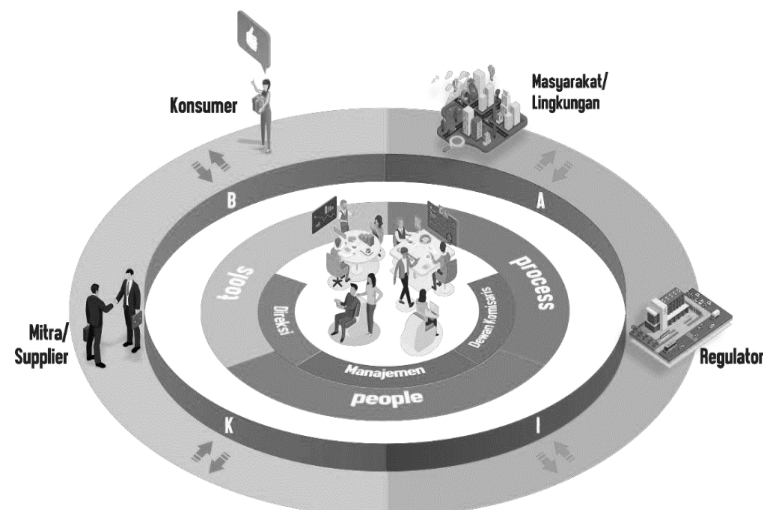 Konsumer
Masyarakat/
Lingkungan
B
A
tools
process
Direksi
Dewan Komisaris
Mitra/
Supplier
Regulator
Manajemen
people
K
I